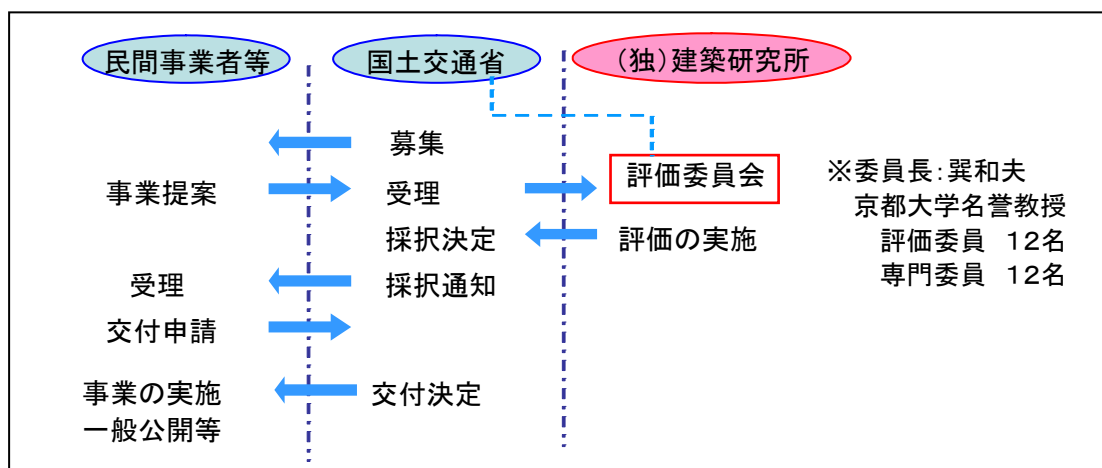 民間事業者等
国土交通省
(独)建築研究所
募集
事業提案
受理
評価委員会
採択決定
評価の実施
受理
採択通知
交付申請
事業の実施
一般公開等
交付決定
※委員長:巽和夫
京都大学名誉教授
評価委員 12名
専門委員 12名